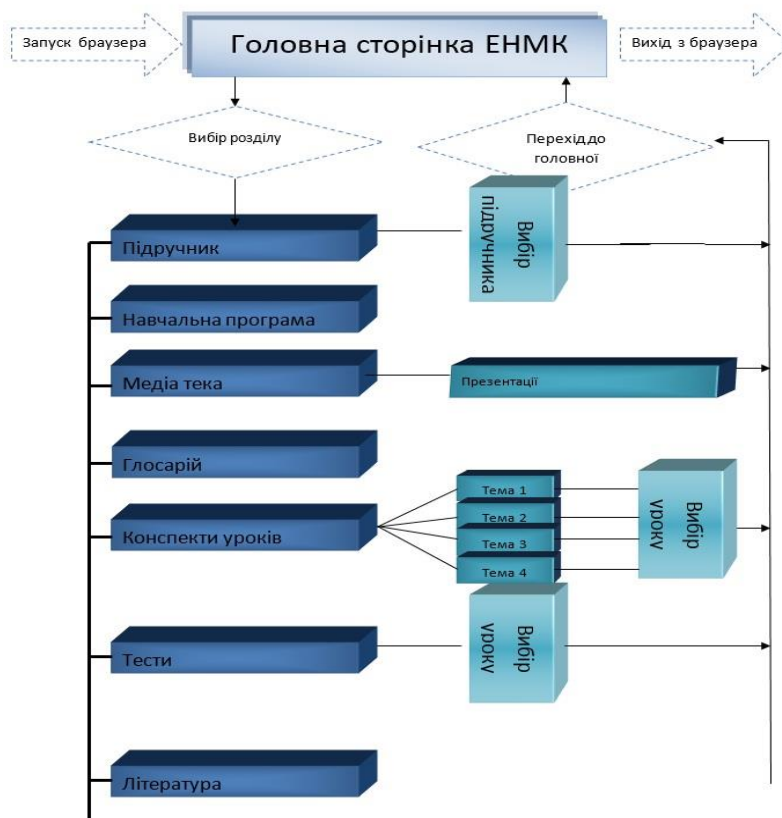 Запуск браузера
Головна сторінка ЕНМК
Вихід з браузера
Вибір розділу
Перехіддо
головної
Підручник
Вибір
підручника
Навчальна програма
Медіа тека
Презентації
Глосарій
Конспекти уроків
Тема 1
Тема 2
Тема 3
Тема 4
Вибір
уроку
Тести
Вибір
уроку
Література